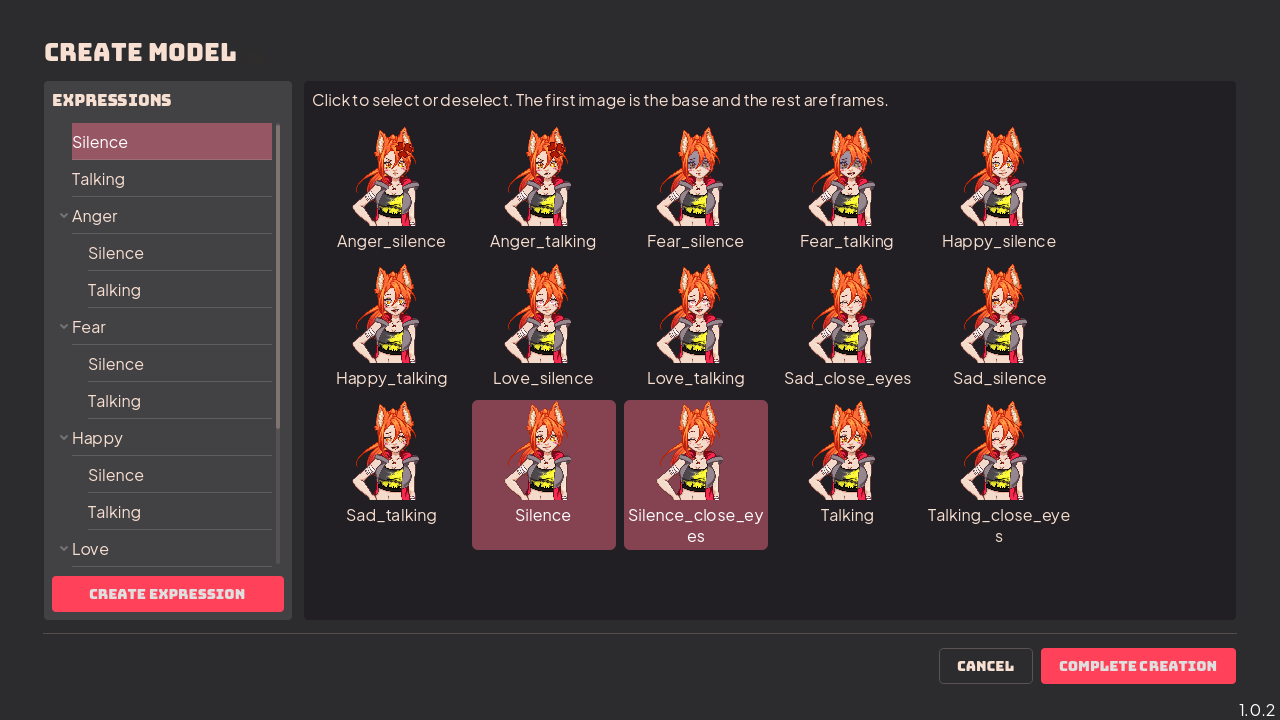 CREATE MODEL
EXPRESSIONS
Silence
Talking
Anger
Silence
Talking
Fear
Silence
Talking
Happy
Silence
Talking
Love
CREATE EXPRESSION
Click to select or deselect. The first image is the base and the rest are frames.
Anger_silence
Anger_talking
Fear_silence
Fear_talking
Happy_silence
Happy_talking
Love_silence
Love_talking
Sad_close_eyes
Sad_silence
Sad_talking
Silence
Silence_close_ey
es
Talking
Talking_close_eye
s
CANCEL
COMPLETE CREATION
1.0.2